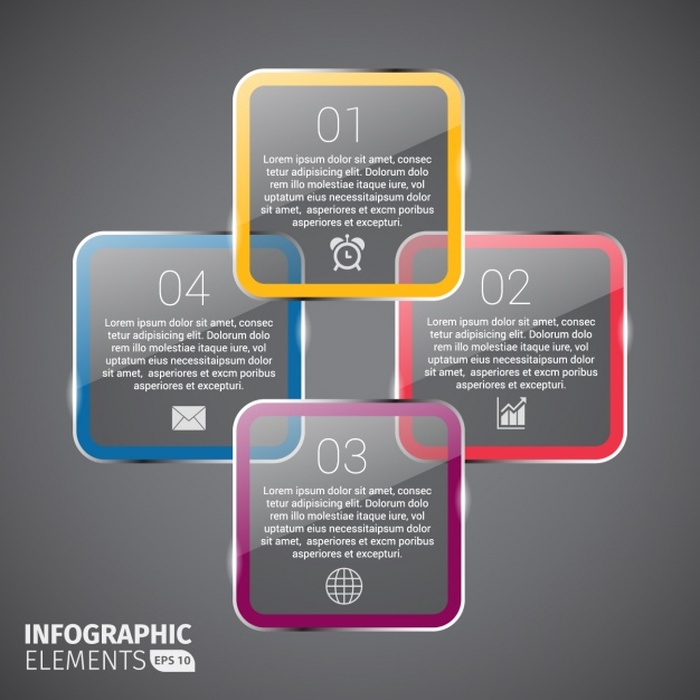 01
Lorem ipsum dolor sit amet, consec
tetur adipisicing elit. Dolorum dolo
rem illo molestiae itaque iure, vol
uptatum eius necessitaipsum dolor
sit amet, asperiores et excm poribus
asperiores et excepturi.
04
Lorem ipsum dolor sit amet, consec
tetur adipisicing elit. Dolorum dolo
rem illo molestiae itaque iure, vol
uptatum eius necessitaipsum dolor
sit amet, asperiores et excm poribus
asperiores et excepturi.
02
Lorem ipsum dolor sit amet, consec
tetur adipisicing elit. Dolorum dolo
rem illo molestiae itaque iure, vol
uptatum eius necessitaipsum dolor
sit amet, asperiores et excm poribus
asperiores et excepturi.
03
Lorem ipsum dolor sit amet, consec
tetur adipisicing elit. Dolorum dolo
rem illo molestiae itaque iure, vol
uptatum eius necessitaipsum dolor
sit amet, asperiores et excm poribus
asperiores et excepturi.
INFOGRAPHIC
ELEMENTS EPS 10